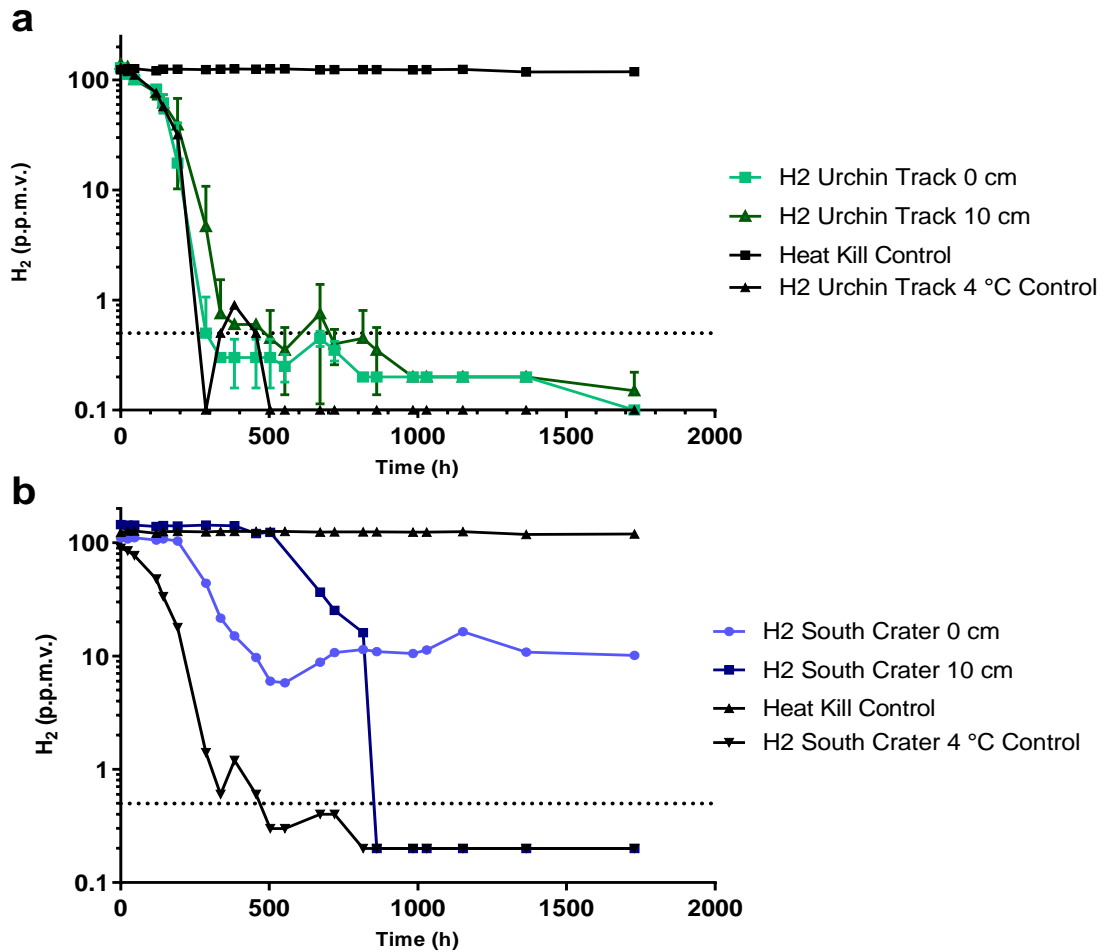 a
100
10
1
0.1
H2 (p.p.m.v.)
0
500
1000
1500
2000
Time (h)
H2 Urchin Track 0 cm
H2 Urchin Track 10 cm
Heat Kill Control
H2 Urchin Track 4 °C Control
b
100
10
1
0.1
H2 (p.p.m.v.)
0
500
1000
1500
2000
Time (h)
H2 South Crater 0 cm
H2 South Crater 10 cm
Heat Kill Control
H2 South Crater 4 °C Control